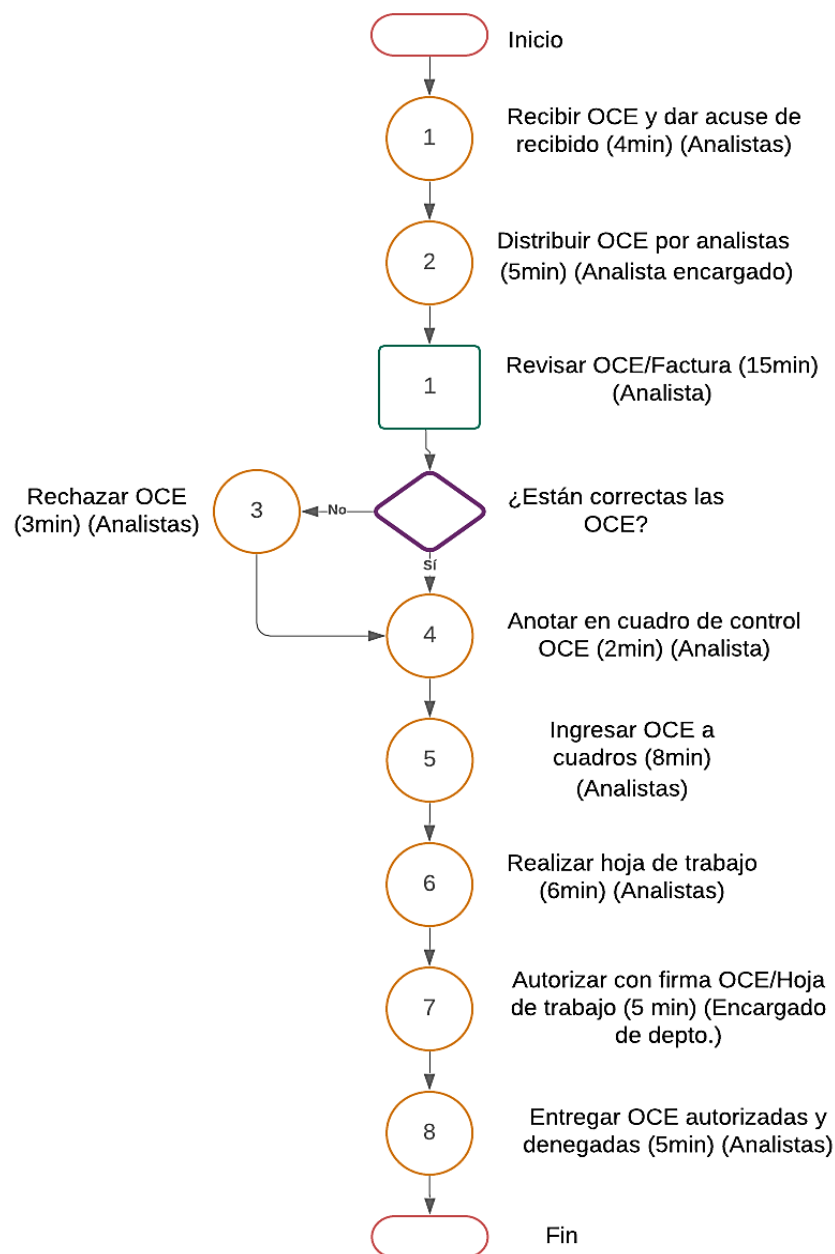 Inicio
1
Recibir OCE y dar acuse de
recibido (4min) (Analistas)
2
Distribuir OCE por analistas
(5min) (Analista encargado)
1
Revisar OCE/Factura (15min)
(Analista)
Rechazar OCE
(3min) (Analistas)
3
No
¿Están correctas las
OCE?
Sí
4
Anotar en cuadro de control
OCE (2min) (Analista)
5
Ingresar OCE a
cuadros (8min)
(Analistas)
6
Realizar hoja de trabajo
(6min) (Analistas)
7
Autorizar con firma OCE/Hoja
de trabajo (5 min) (Encargado
de depto.)
8
Entregar OCE autorizadas y
denegadas (5min) (Analistas)
Fin